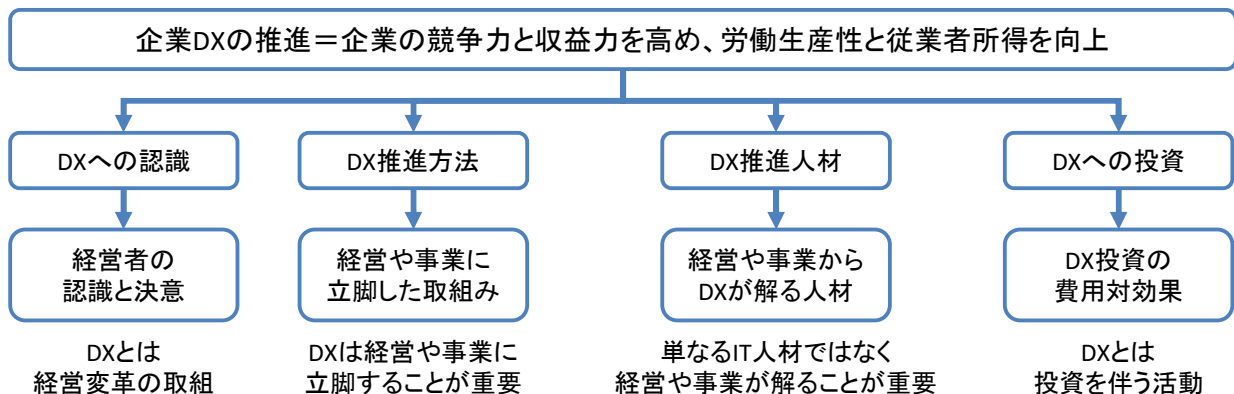 企業DXの推進＝企業の競争力と収益力を高め、労働生産性と従業者所得を向上
DXへの認識
DX推進方法
DX推進人材
DXへの投資
経営者の
認識と決意
経営や事業に
立脚した取組み
経営や事業から
DXが解る人材
DX投資の
費用対効果
DXとは
経営変革の取組
DXは経営や事業に
立脚することが重要
単なるIT人材ではなく
経営や事業が解ることが重要
DXとは
投資を伴う活動